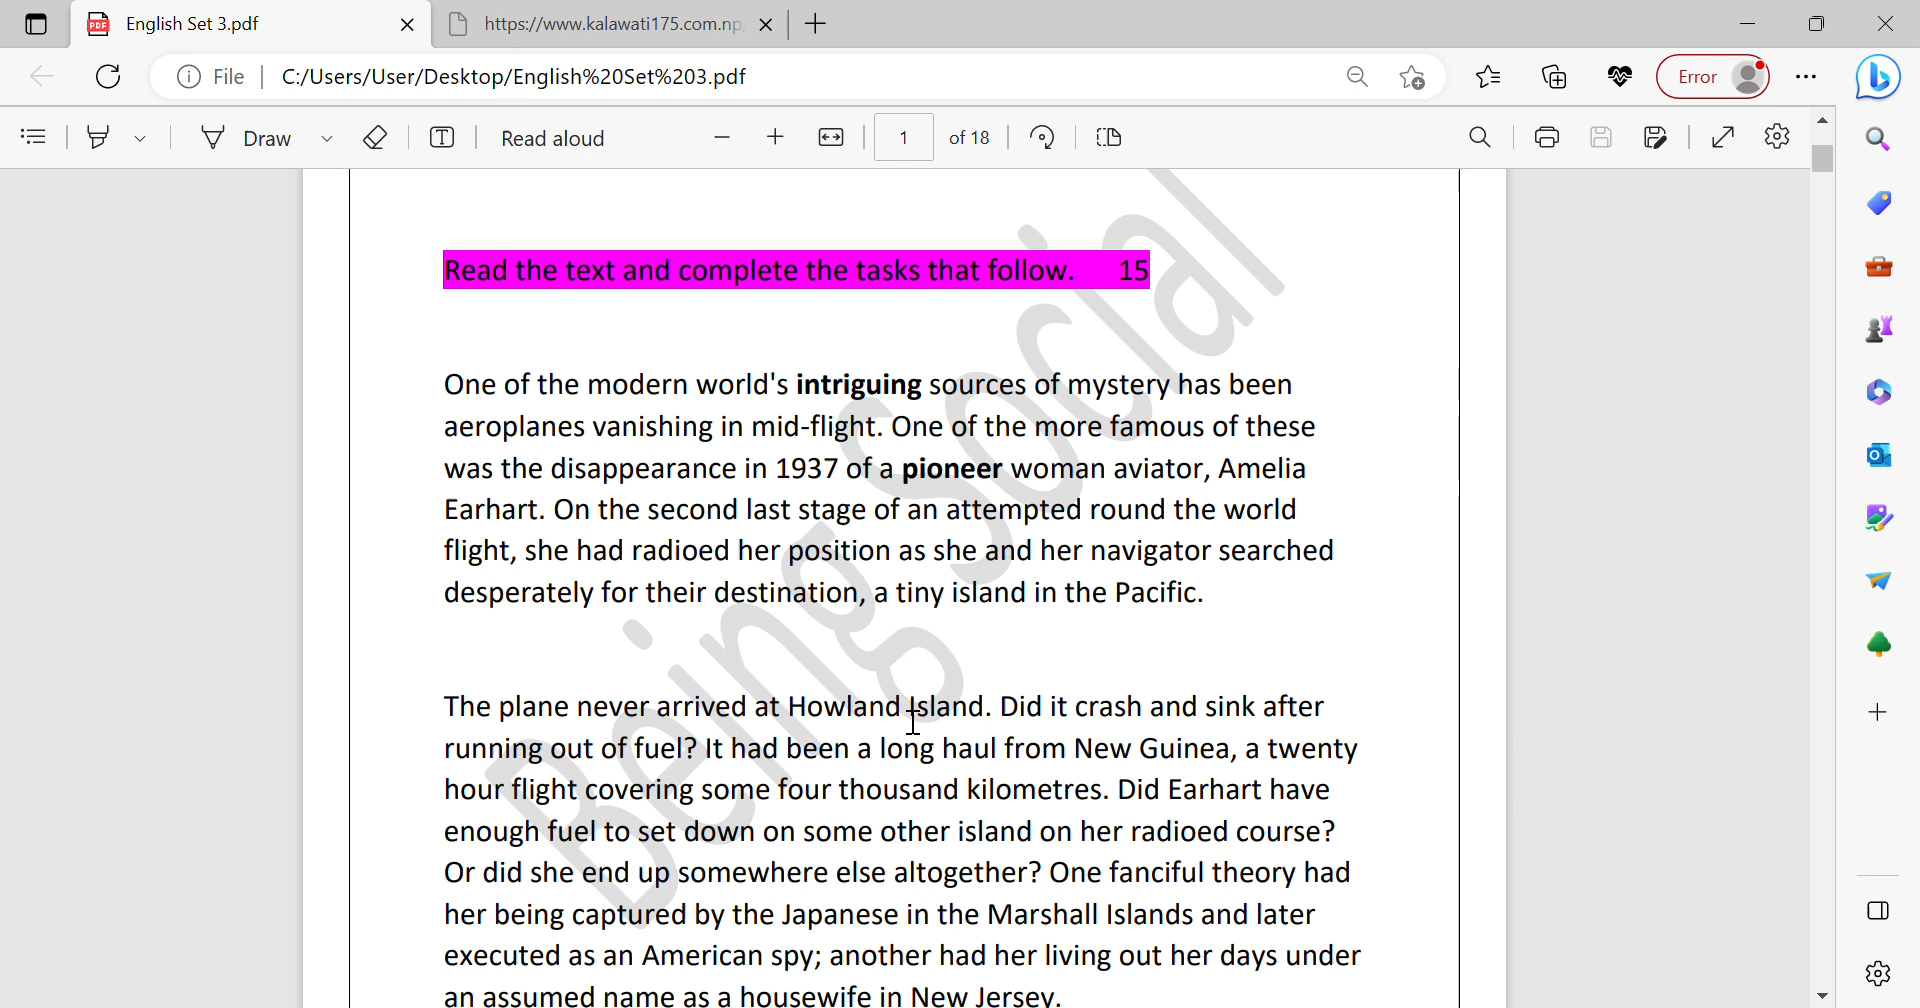 English Set 3.pdf
https://www.kalawati175.com.np/
File
C:/Users/User/Desktop/English%20Set%203.pdf
Error
Draw
Read aloud
1
of 18
Being Social
Read the text and complete the tasks that follow. 15
One of the modern world's intriguing sources of mystery has been
aeroplanes vanishing in mid-flight. One of the more famous of these
was the disappearance in 1937 of a pioneer woman aviator, Amelia
Earhart. On the second last stage of an attempted round the world
flight, she had radioed her position as she and her navigator searched
desperately for their destination, a tiny island in the Pacific.
The plane never arrived at Howland Island. Did it crash and sink after
running out of fuel? It had been a long haul from New Guinea, a twenty
hour flight covering some four thousand kilometres. Did Earhart have
enough fuel to set down on some other island on her radioed course?
Or did she end up somewhere else altogether? One fanciful theory had
her being captured by the Japanese in the Marshall Islands and later
executed as an American spy; another had her living out her days under
an assumed name as a housewife in New Jersey.